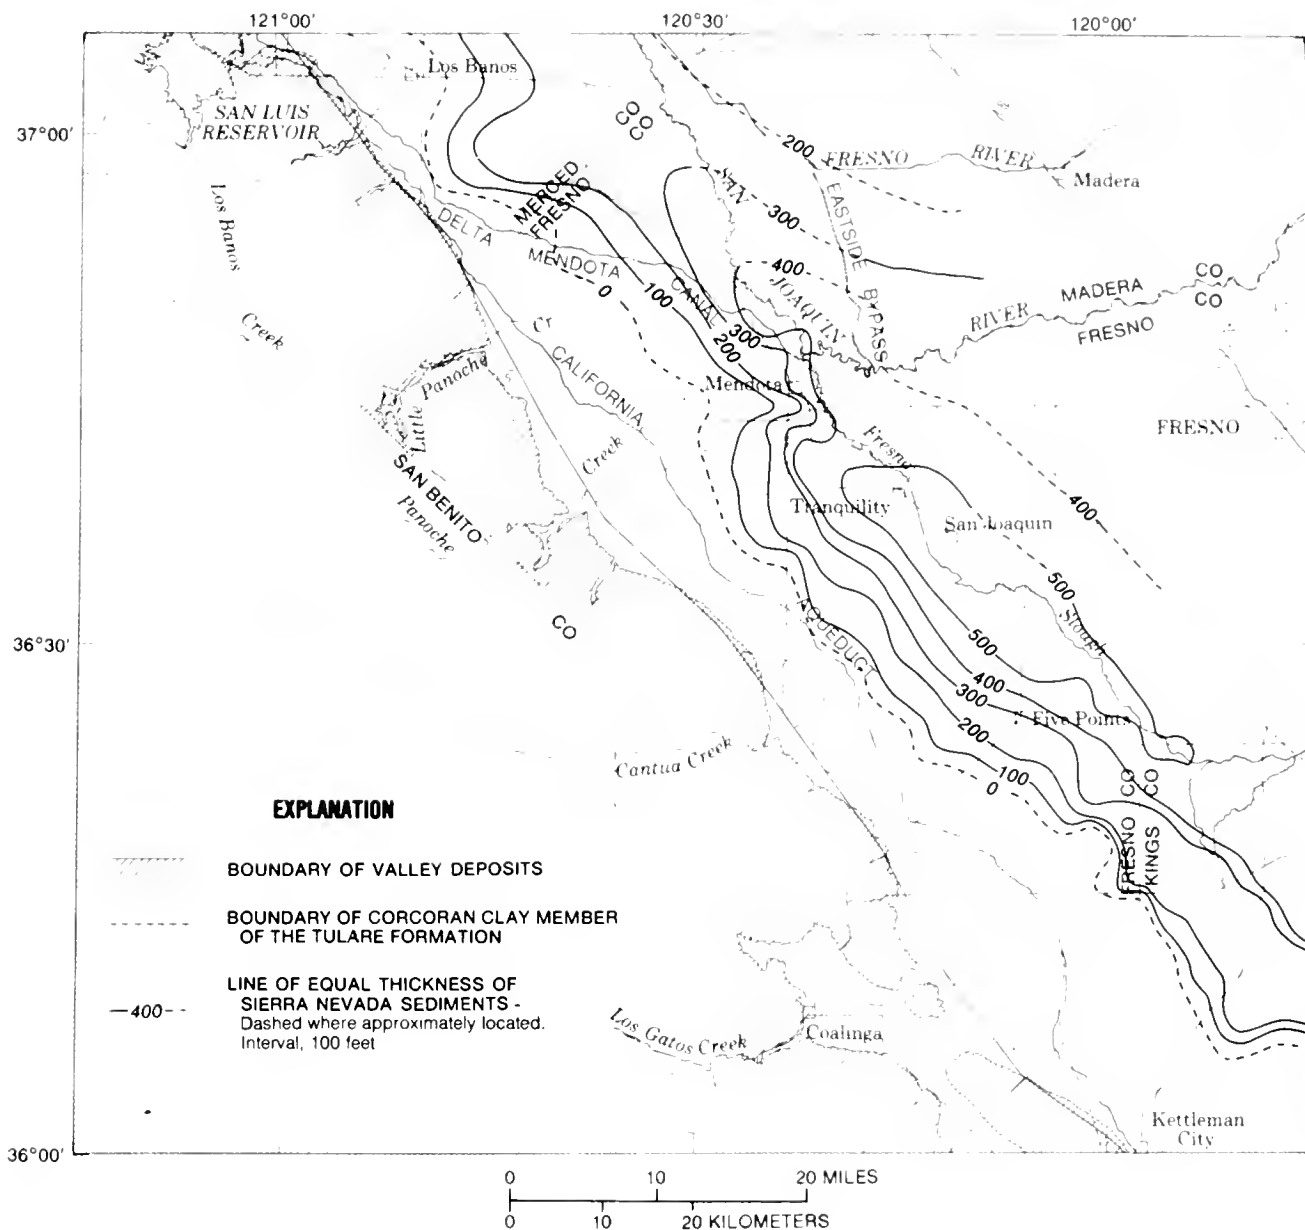 121°00'
120°30'
120°00'
Los Banos
37°00'
SAN LUIS
RESERVOIR
CO
CO
200
FRESNO RIVER
Madera
Los Banos
Creek
MERCED
FRESNO
SAN
JOAQUIN
RIVER
300
EASTSIDE BYPASS
400
DELTA
MENDOTA
CANAL
0
100
200
300
MADERA CO
FRESNO CO
Cr
CALIFORNIA
AQUEDUCT
Little
Panoche
Mendota
Creek
Fresno
Slough
FRESNO
SAN BENITO
CO
Panoche
Tranquility
San Joaquin
400
500
36°30'
500
400
300
Five Points
200
100
0
Cantua Creek
FRESNO CO
KINGS CO
EXPLANATION
BOUNDARY OF VALLEY DEPOSITS
BOUNDARY OF CORCORAN CLAY MEMBER
OF THE TULARE FORMATION
LINE OF EQUAL THICKNESS OF
SIERRA NEVADA SEDIMENTS -
Dashed where approximately located.
Interval, 100 feet
400
Los Gatos Creek
Coalinga
Kettleman
City
36°00'
0 10 20 MILES
0 10 20 KILOMETERS